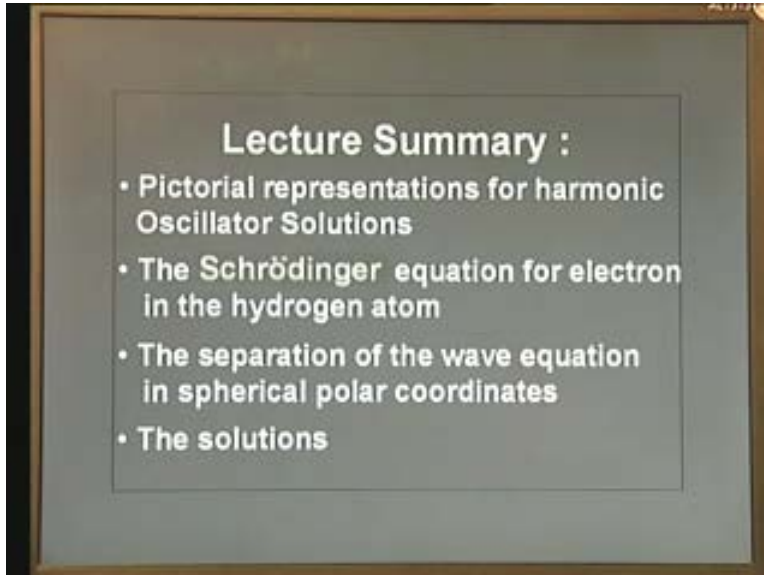 Lecture Summary :
• Pictorial representations for harmonic
Oscillator Solutions
• The Schrödinger equation for electron
in the hydrogen atom
• The separation of the wave equation
in spherical polar coordinates
• The solutions